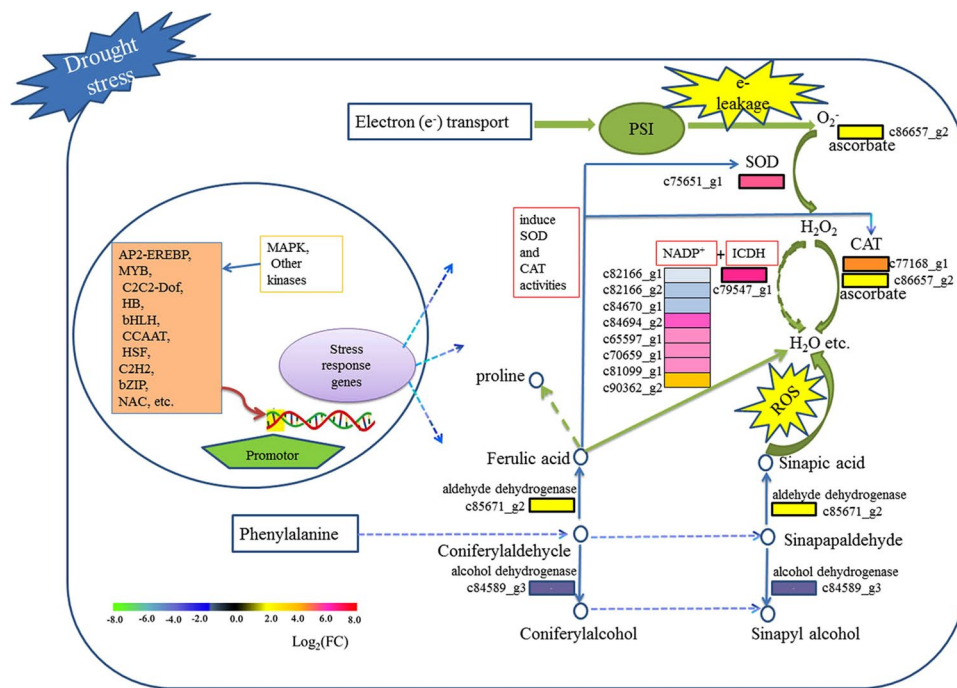 Drought
stress
e-
leakage
Electron (e-) transport
PSI
O2-
c86657_g2
ascorbate
SOD
c75651_g1
induce
SOD
and
CAT
activities
H2O2
CAT
c77168_g1
c86657_g2
ascorbate
NADP+
+
ICDH
c82166_g1
c79547_g1
c82166_g2
c84670_g1
c84694_g2
c65597_g1
c70659_g1
c81099_g1
c90362_g2
H2O etc.
ROS
AP2-EREBP,
MYB,
C2C2-Dof,
HB,
bHLH,
CCAAT,
HSF,
C2H2,
bZIP,
NAC, etc.
MAPK,
Other
kinases
Stress
response
genes
Promotor
proline
Ferulic acid
Sinapic acid
aldehyde dehydrogenase
c85671_g2
aldehyde dehydrogenase
c85671_g2
Phenylalanine
Coniferylaldehycle
Sinapapaldehyde
alcohol dehydrogenase
c84589_g3
alcohol dehydrogenase
c84589_g3
Coniferylalcohol
Sinapyl alcohol
-8.0 -6.0 -4.0 -2.0 -1.0 0.0 1.0 2.0 4.0 6.0 8.0
Log2(FC)